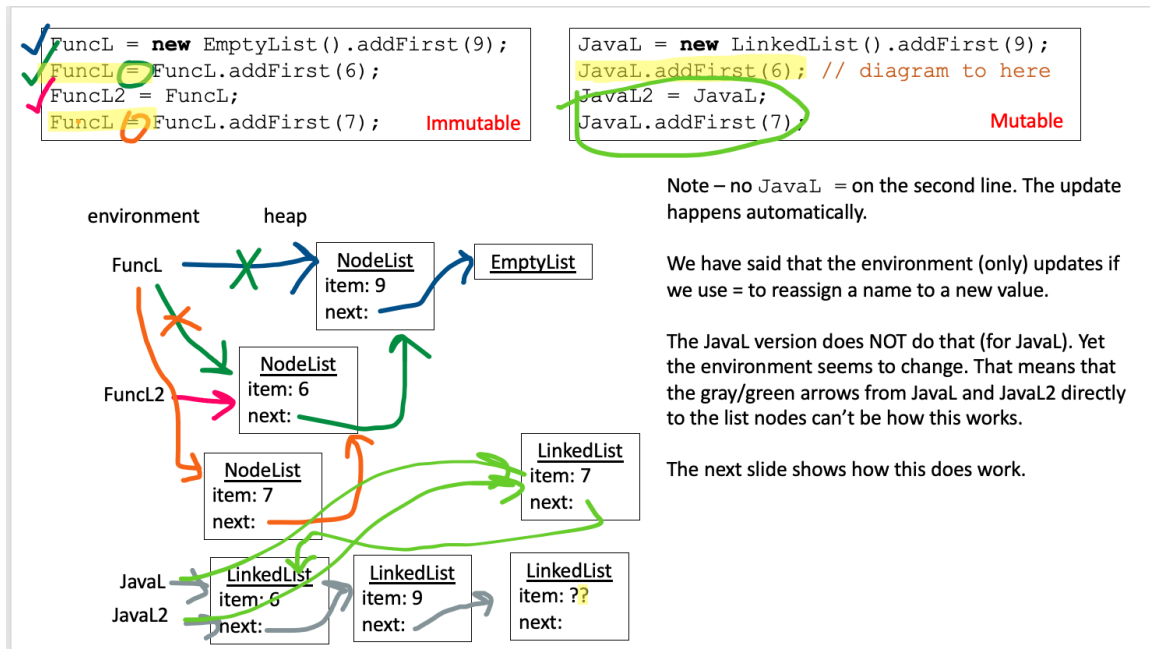 FuncL = new EmptyList().addFirst(9);
FuncL = FuncL.addFirst(6);
FuncL2 = FuncL;
FuncL = FuncL.addFirst(7);
Immutable
JavaL = new LinkedList().addFirst(9);
JavaL.addFirst(6); // diagram to here
JavaL2 = JavaL;
JavaL.addFirst(7);
Mutable
Note – no JavaL = on the second line. The update
happens automatically.
We have said that the environment (only) updates if
we use = to reassign a name to a new value.
The JavaL version does NOT do that (for JavaL). Yet
the environment seems to change. That means that
the gray/green arrows from JavaL and JavaL2 directly
to the list nodes can't be how this works.
The next slide shows how this does work.
environment
heap
FuncL
NodeList
item: 9
next:
EmptyList
NodeList
item: 6
next:
FuncL2
NodeList
item: 7
next:
LinkedList
item: 7
next:
JavaL
JavaL2
LinkedList
item: 6
next:
LinkedList
item: 9
next:
LinkedList
item: ??
next: